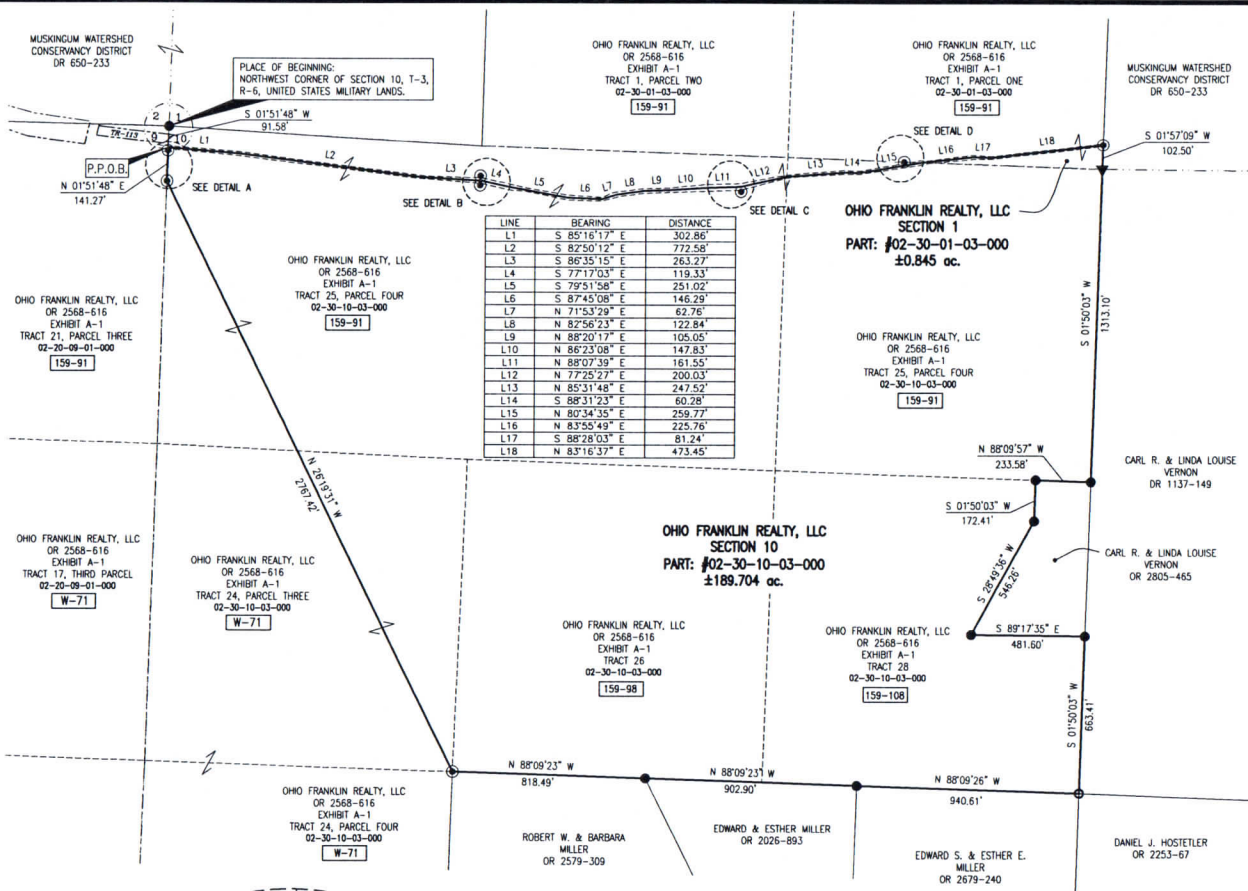 MUSKINGUM WATERSHED
CONSERVANCY DISTRICT
DR 650-233
PLACE OF BEGINNING:
NORTHWEST CORNER OF SECTION 10, T-3,
R-6, UNITED STATES MILITARY LANDS.
OHIO FRANKLIN REALTY, LLC
OR 2568-616
EXHIBIT A-1
TRACT 1, PARCEL TWO
02-30-01-03-000
159-91
OHIO FRANKLIN REALTY, LLC
OR 2568-616
EXHIBIT A-1
TRACT 1, PARCEL ONE
02-30-01-03-000
159-91
MUSKINGUM WATERSHED
CONSERVANCY DISTRICT
DR 650-233
2 1
9 10
S 01°51'48" W
91.58'
TR-113
P.P.O.B.
N 01°51'48" E
141.27'
SEE DETAIL A
L1
L2
L3
L4
SEE DETAIL B
L5
L6
L7
L8
L9
L10
L11
L12
SEE DETAIL C
L13
L14
L15
SEE DETAIL D
L16
L17
L18
S 01°57'09" W
102.50'
OHIO FRANKLIN REALTY, LLC
SECTION 1
PART: #02-30-01-03-000
±0.845 ac.
LINE BEARING DISTANCE
L1 S 85°16'17" E 302.86'
L2 S 82°50'12" E 772.58'
L3 S 86°35'15" E 263.27'
L4 S 77°17'03" E 119.33'
L5 S 79°51'58" E 251.02'
L6 S 87°45'08" E 146.29'
L7 N 71°53'29" E 62.76'
L8 N 82°56'23" E 122.84'
L9 N 88°20'17" E 105.05'
L10 N 86°23'08" E 147.83'
L11 N 88°07'39" E 161.55'
L12 N 77°25'27" E 200.03'
L13 N 85°31'48" E 247.52'
L14 S 88°31'23" E 60.28'
L15 N 80°34'35" E 259.77'
L16 N 83°55'49" E 225.76'
L17 S 88°28'03" E 81.24'
L18 N 83°16'37" E 473.45'
OHIO FRANKLIN REALTY, LLC
OR 2568-616
EXHIBIT A-1
TRACT 25, PARCEL FOUR
02-30-10-03-000
159-91
OHIO FRANKLIN REALTY, LLC
OR 2568-616
EXHIBIT A-1
TRACT 21, PARCEL THREE
02-20-09-01-000
159-91
OHIO FRANKLIN REALTY, LLC
OR 2568-616
EXHIBIT A-1
TRACT 25, PARCEL FOUR
02-30-10-03-000
159-91
S 01°50'03" W
1313.10'
N 26°19'31" W
2767.42'
N 88°09'57" W
233.58'
S 01°50'03" W
172.41'
CARL R. & LINDA LOUISE
VERNON
DR 1137-149
OHIO FRANKLIN REALTY, LLC
SECTION 10
PART: #02-30-10-03-000
±189.704 ac.
CARL R. & LINDA LOUISE
VERNON
OR 2805-465
S 28°49'36" W
546.26'
OHIO FRANKLIN REALTY, LLC
OR 2568-616
EXHIBIT A-1
TRACT 17, THIRD PARCEL
02-20-09-01-000
W-71
OHIO FRANKLIN REALTY, LLC
OR 2568-616
EXHIBIT A-1
TRACT 24, PARCEL THREE
02-30-10-03-000
W-71
OHIO FRANKLIN REALTY, LLC
OR 2568-616
EXHIBIT A-1
TRACT 26
02-30-10-03-000
159-98
OHIO FRANKLIN REALTY, LLC
OR 2568-616
EXHIBIT A-1
TRACT 28
02-30-10-03-000
159-108
S 89°17'35" E
481.60'
S 01°50'03" W
663.41'
N 88°09'23" W
818.49'
N 88°09'23" W
902.90'
N 88°09'26" W
940.61'
OHIO FRANKLIN REALTY, LLC
OR 2568-616
EXHIBIT A-1
TRACT 24, PARCEL FOUR
02-30-10-03-000
W-71
ROBERT W. & BARBARA
MILLER
OR 2579-309
EDWARD & ESTHER MILLER
OR 2026-893
EDWARD S. & ESTHER E.
MILLER
OR 2679-240
DANIEL J. HOSTETLER
OR 2253-67